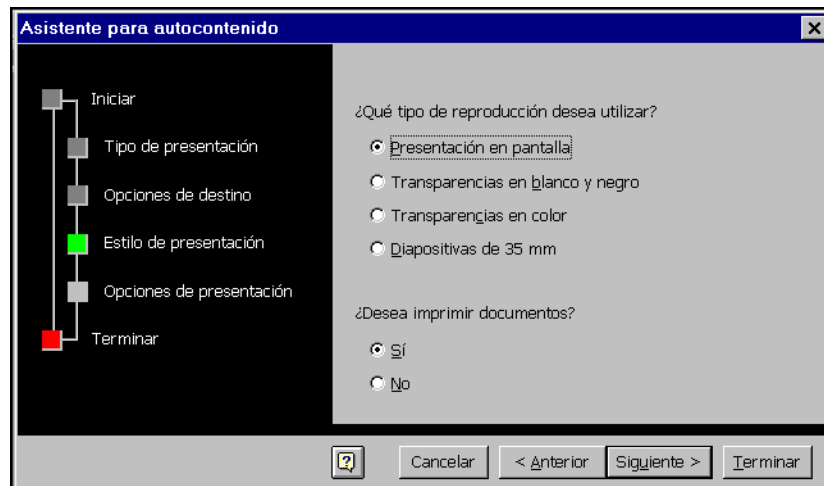 Asistente para autocontenido
Iniciar
Tipo de presentación
Opciones de destino
Estilo de presentación
Opciones de presentación
Terminar
¿Qué tipo de reproducción desea utilizar?
Presentación en pantalla
Transparencias en blanco y negro
Transparencias en color
Diapositivas de 35 mm
¿Desea imprimir documentos?
Sí
No
Cancelar < Anterior Siguiente > Terminar